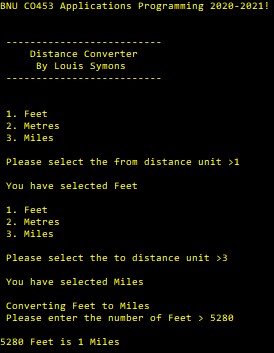 BNU CO453 Applications Programming 2020-2021!
--------------------------
Distance Converter
By Louis Symons
--------------------------
1. Feet
2. Metres
3. Miles
Please select the from distance unit >1
You have selected Feet
1. Feet
2. Metres
3. Miles
Please select the to distance unit >3
You have selected Miles
Converting Feet to Miles
Please enter the number of Feet > 5280
5280 Feet is 1 Miles